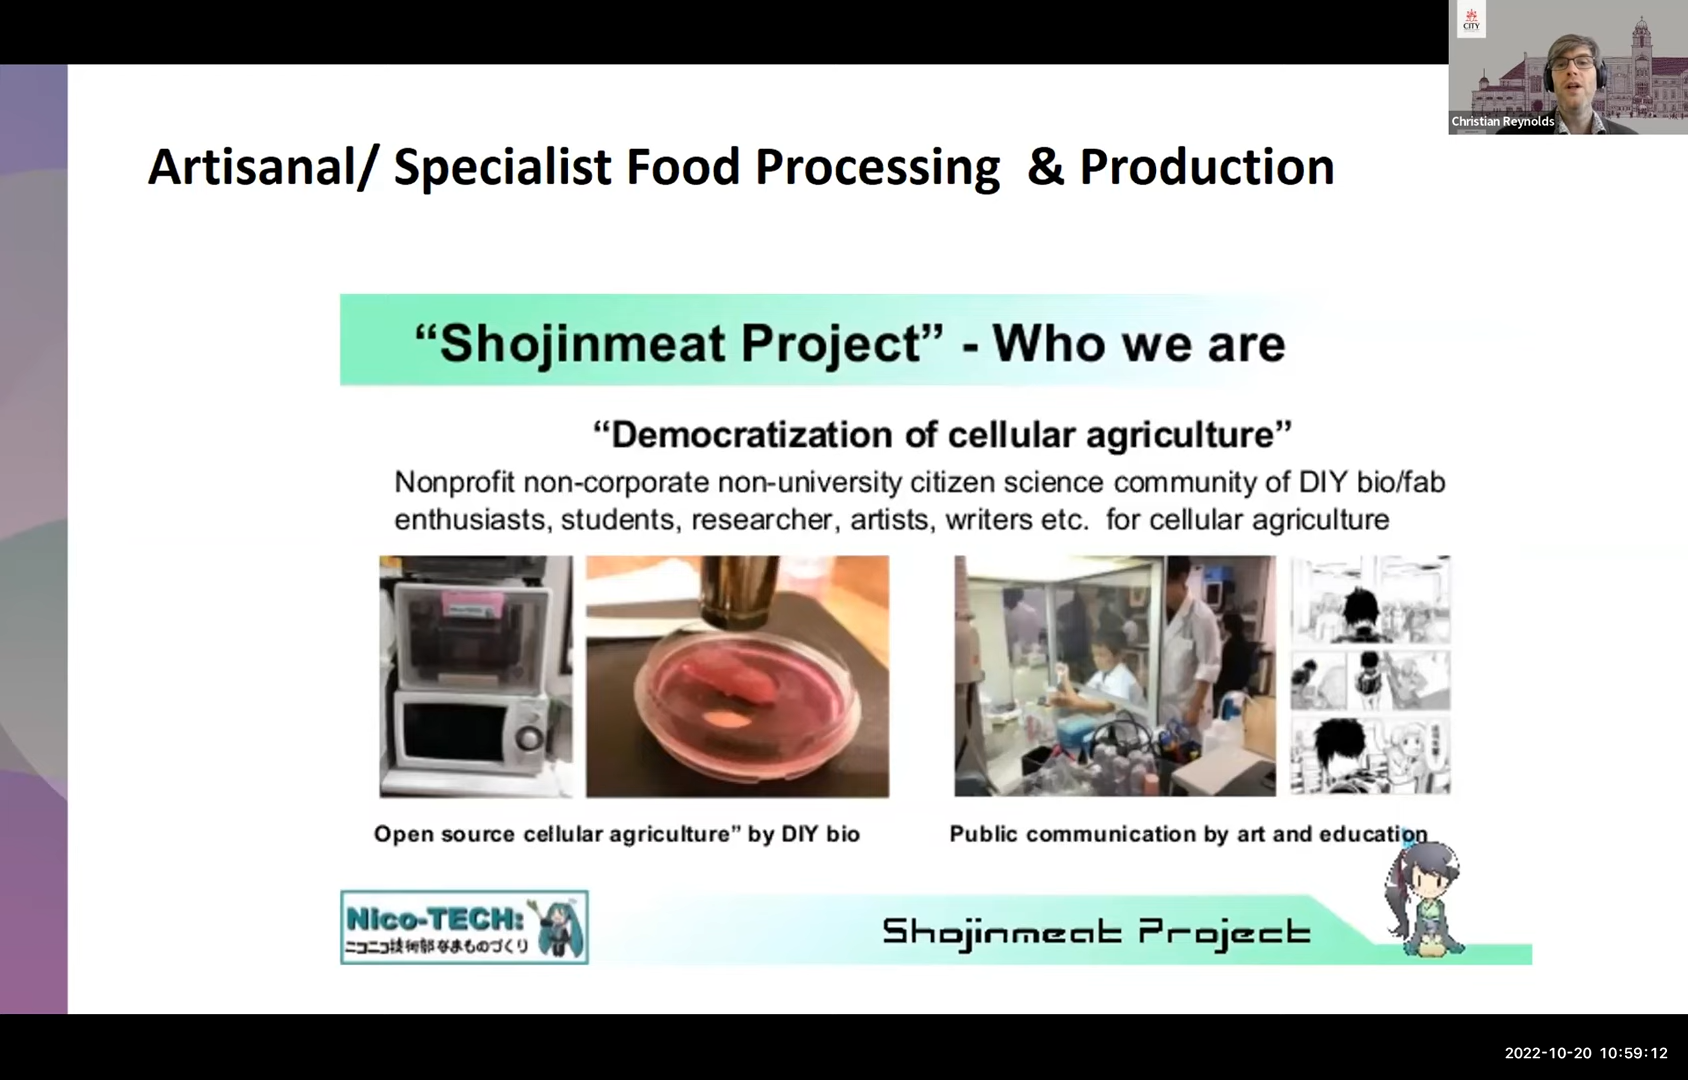 CITY
Christian Reynolds
Artisanal/ Specialist Food Processing & Production
“Shojinmeat Project” - Who we are
“Democratization of cellular agriculture”
Nonprofit non-corporate non-university citizen science community of DIY bio/fab
enthusiasts, students, researcher, artists, writers etc. for cellular agriculture
Open source cellular agriculture” by DIY bio
Public communication by art and education
Nico-TECH:
ニコニコ技術部なまものづくり
Shojinmeat Project
2022-10-20 10:59:12